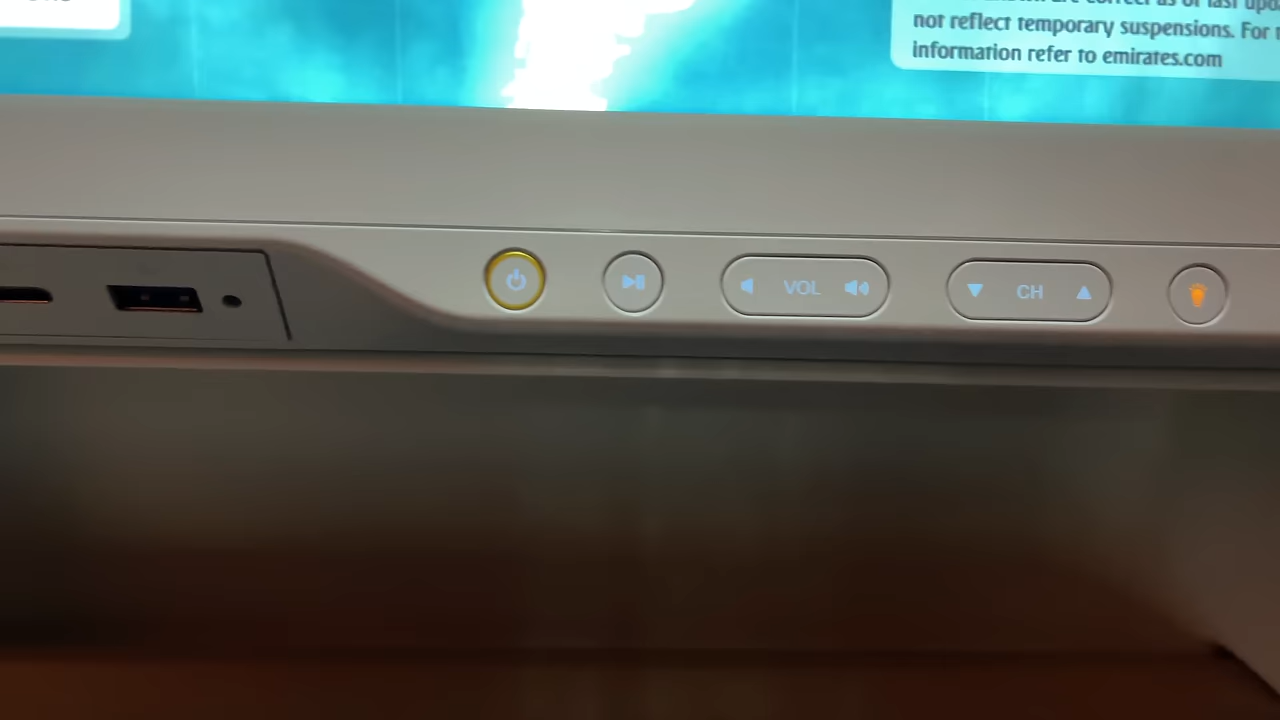 not reflect temporary suspensions. For
information refer to emirates.com
VOL
CH